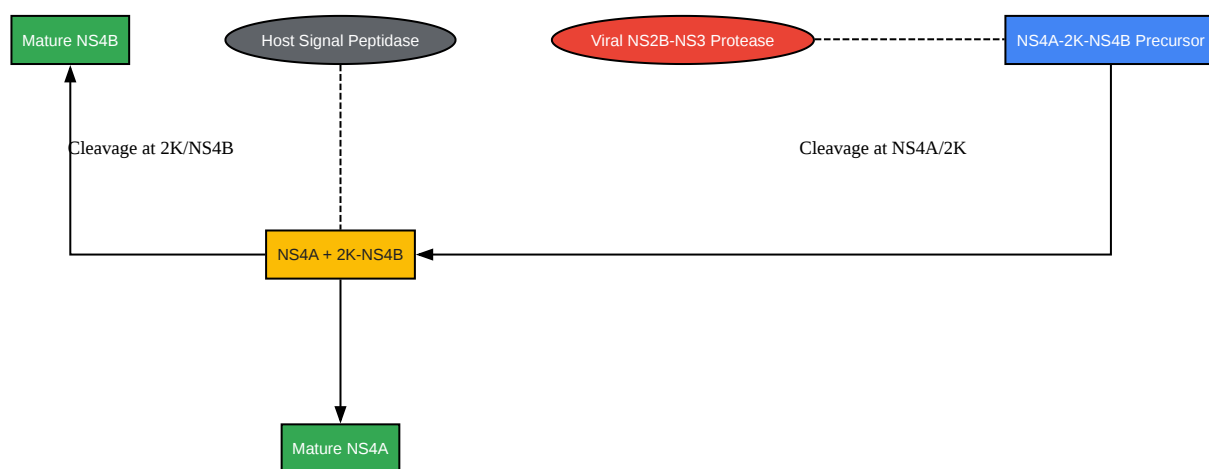 Mature NS4B
Host Signal Peptidase
Viral NS2B-NS3 Protease
NS4A-2K-NS4B Precursor
Cleavage at 2K/NS4B
Cleavage at NS4A/2K
NS4A + 2K-NS4B
Mature NS4A